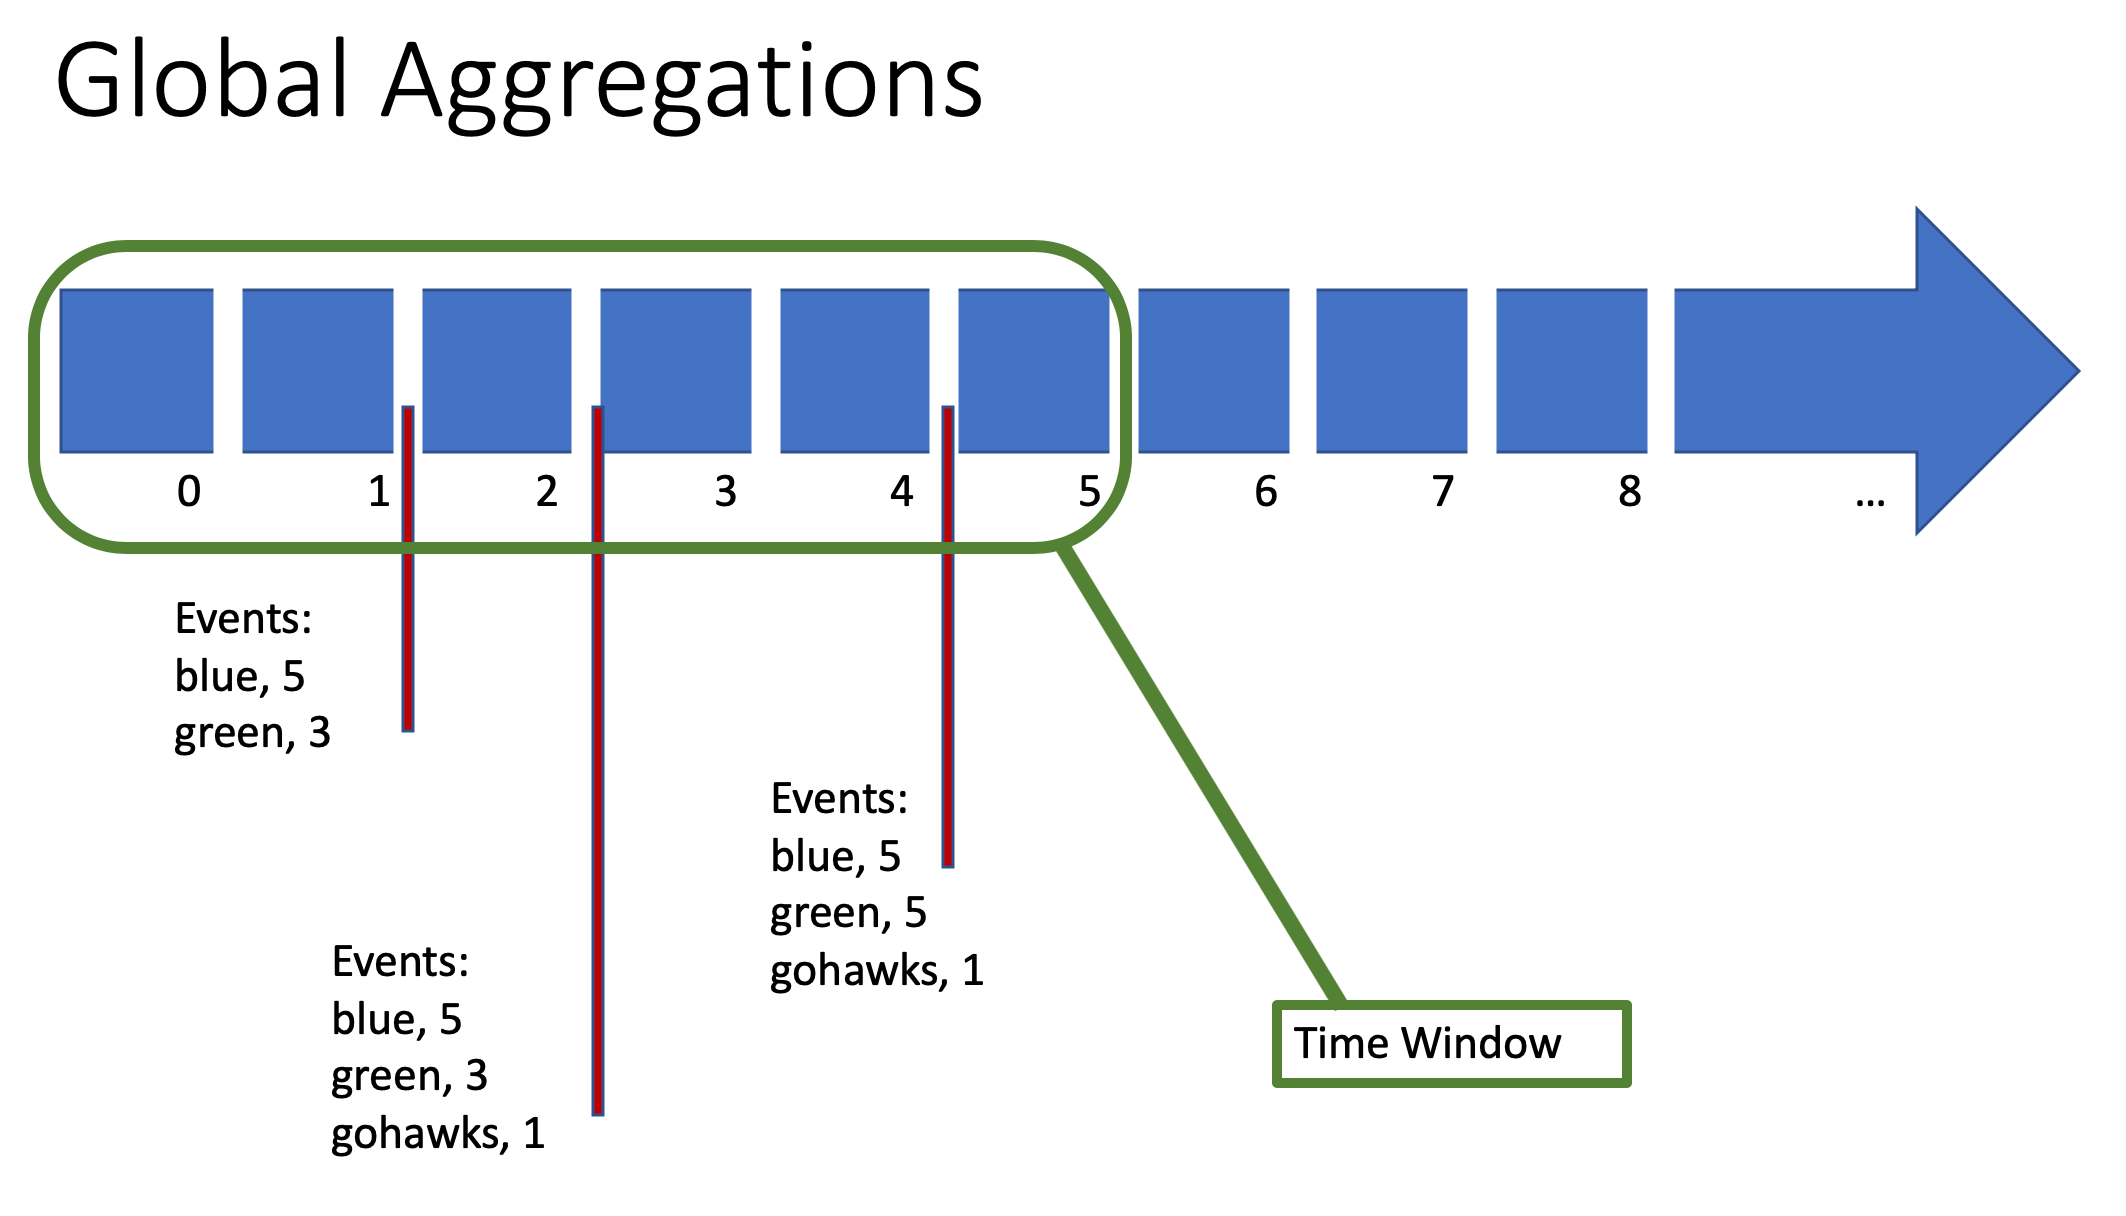 Global Aggregations
0 1 2 3 4 5 6 7 8 ...
Events:
blue, 5
green, 3
Events:
blue, 5
green, 3
gohawks, 1
Events:
blue, 5
green, 5
gohawks, 1
Time Window